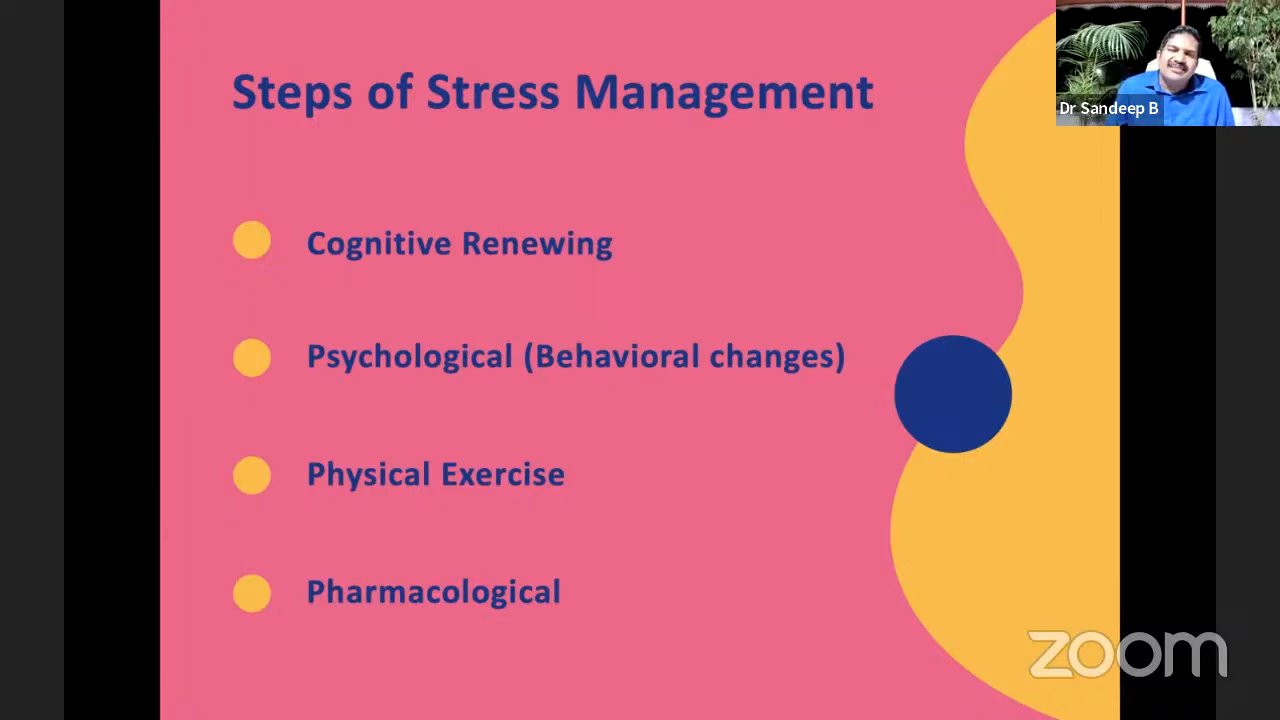 Steps of Stress Management
Dr Sandeep B
Cognitive Renewing
Psychological (Behavioral changes)
Physical Exercise
Pharmacological
zoom